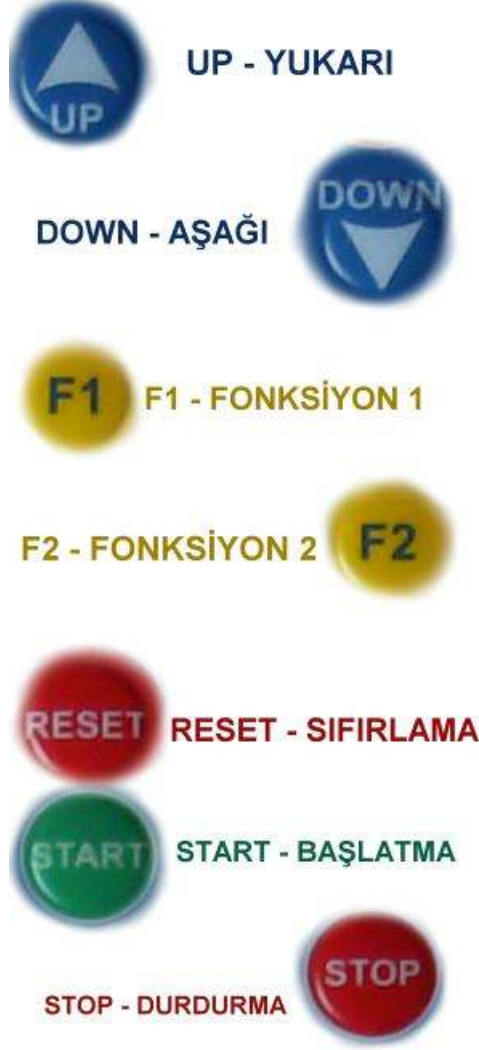 UP
UP - YUKARI
DOWN - AŞAĞI
DOWN
F1
F1 - FONKSİYON 1
F2 - FONKSİYON 2
F2
RESET
RESET - SIFIRLAMA
START
START - BAŞLATMA
STOP - DURDURMA
STOP